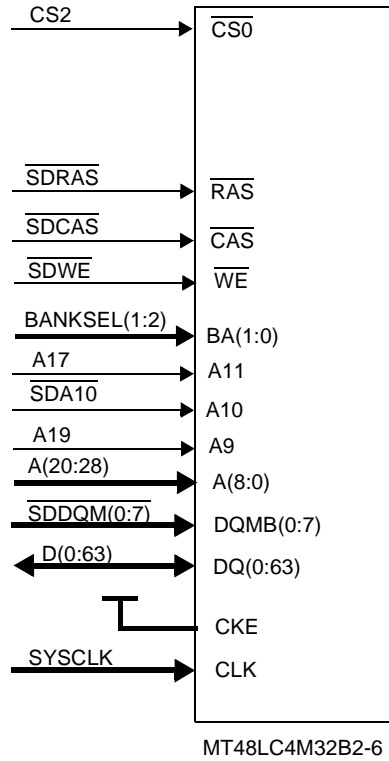 CS2
CS0
SDRAS
RAS
SDCAS
CAS
SDWE
WE
BANKSEL(1:2)
BA(1:0)
A17
A11
SDA10
A10
A19
A9
A(20:28)
A(8:0)
SDDQM(0:7)
DQMB(0:7)
D(0:63)
DQ(0:63)
CKE
SYSCLK
CLK
MT48LC4M32B2-6